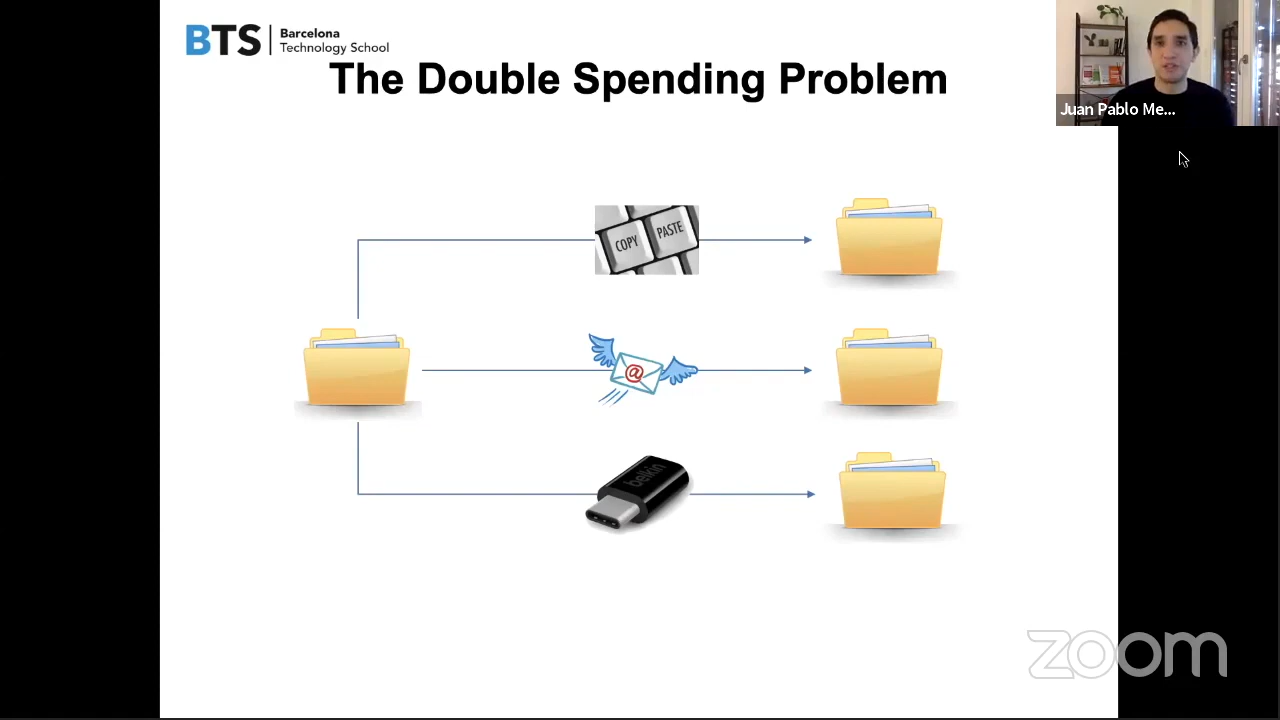 BTS
Barcelona
Technology School
The Double Spending Problem
Juan Pablo Me...
COPY
PASTE
@
belkin
zoom